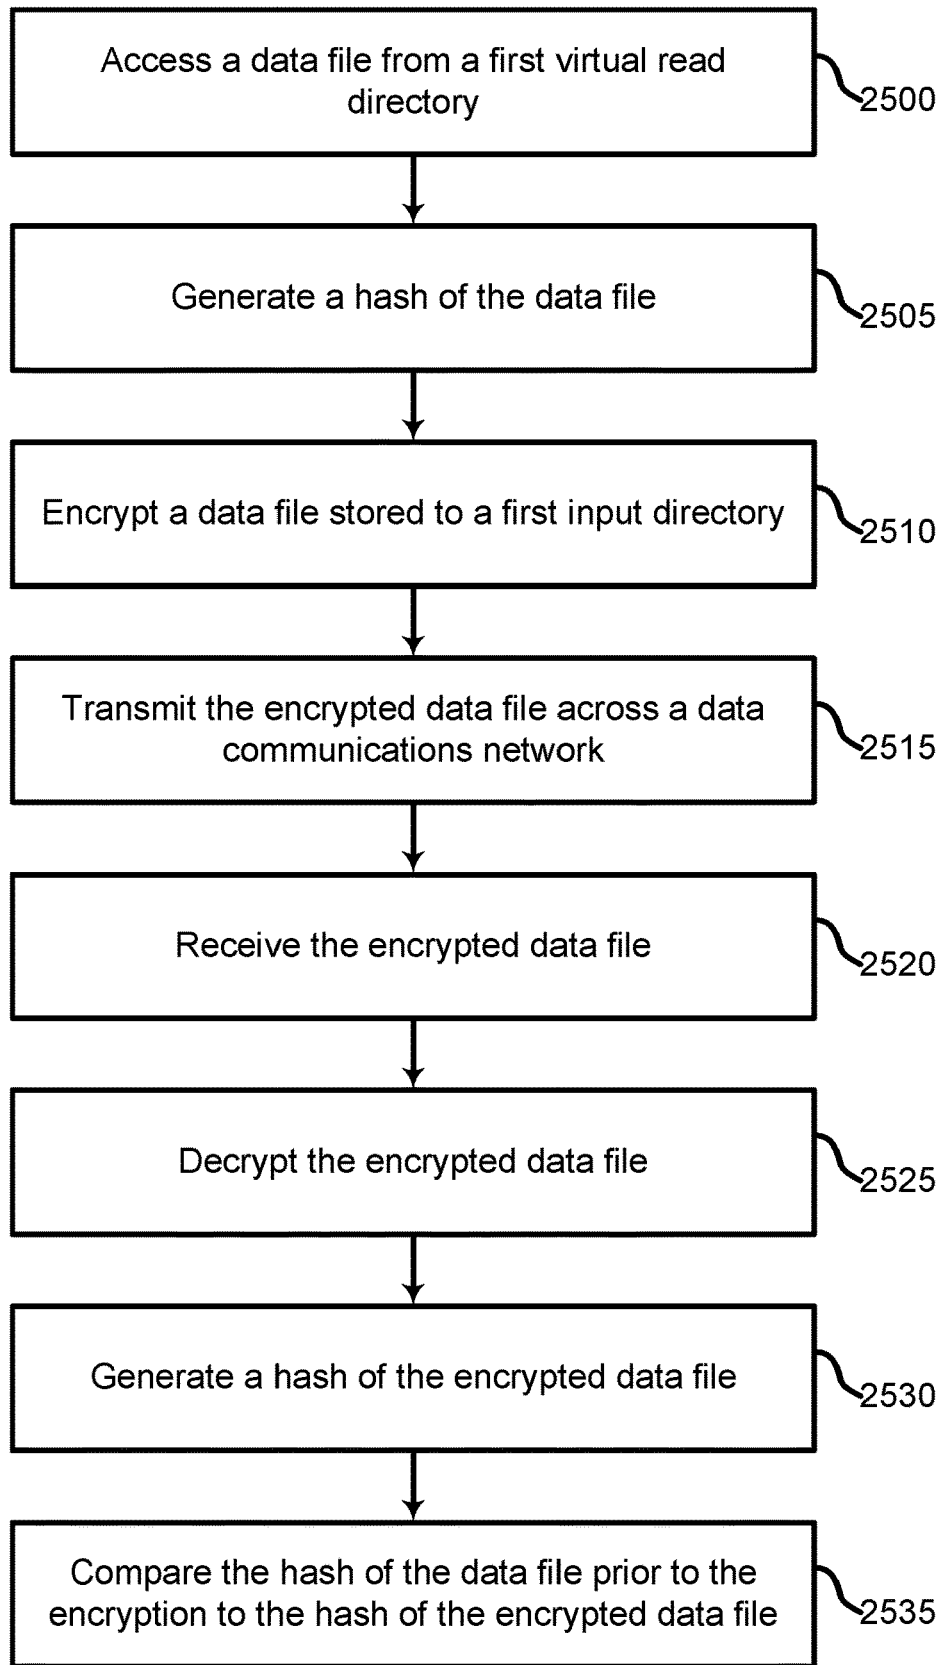 Access a data file from a first virtual read
directory
2500
Generate a hash of the data file
2505
Encrypt a data file stored to a first input directory
2510
Transmit the encrypted data file across a data
communications network
2515
Receive the encrypted data file
2520
Decrypt the encrypted data file
2525
Generate a hash of the encrypted data file
2530
Compare the hash of the data file prior to the
encryption to the hash of the encrypted data file
2535